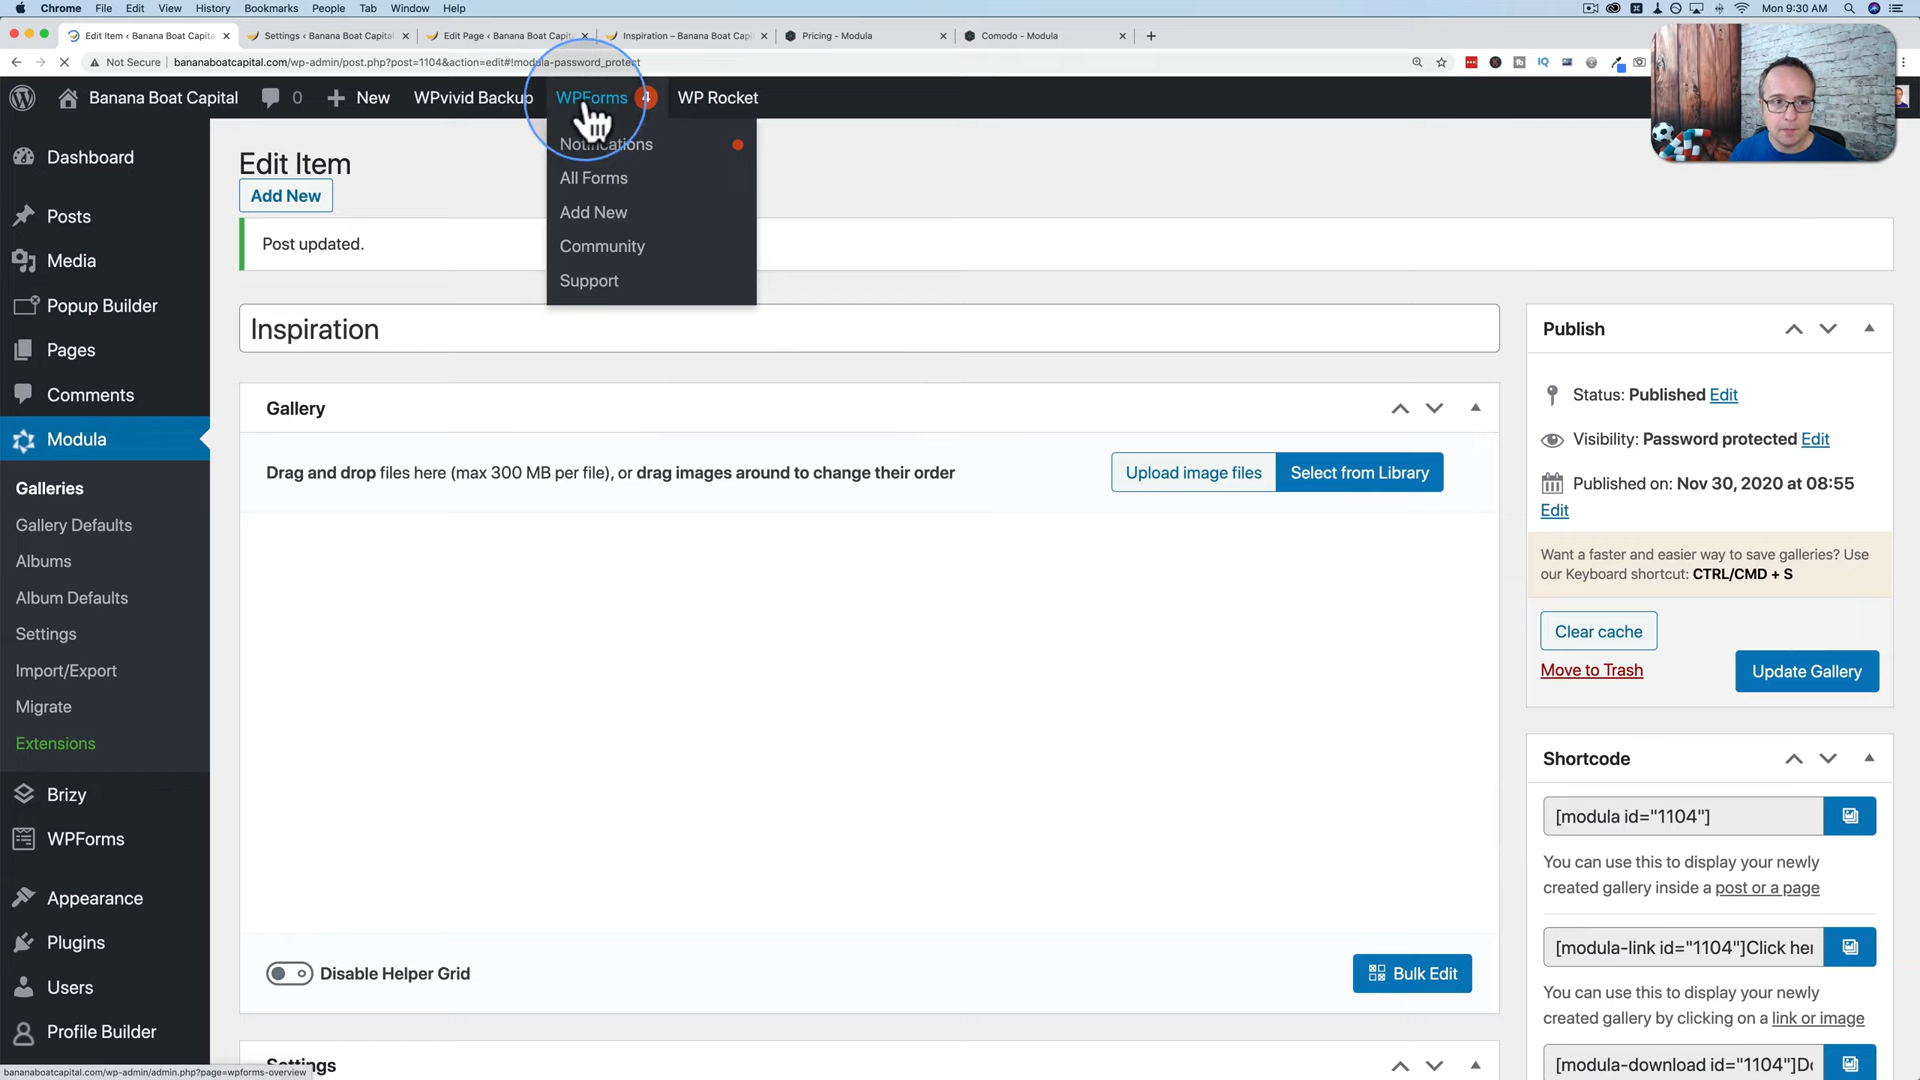 Chrome File Edit View History Bookmarks People Tab Window Help Mon 9:30 AM
Edit Item ‹ Banana Boat Capital Settings ‹ Banana Boat Capital Edit Page ‹ Banana Boat Capit Inspiration – Banana Boat Capi Pricing - Modula Comodo - Modula
Not Secure bananaboatcapital.com/wp-admin/post.php?post=1104&action=edit#!modula-password_protect
Banana Boat Capital 0 New WPvivid Backup WPForms 4 WP Rocket
Notifications
All Forms
Add New
Community
Support
Dashboard
Posts
Media
Popup Builder
Pages
Comments
Modula
Galleries
Gallery Defaults
Albums
Album Defaults
Settings
Import/Export
Migrate
Extensions
Brizy
WPForms
Appearance
Plugins
Users
Profile Builder
Edit Item
Add New
Post updated.
Inspiration
Gallery
Drag and drop files here (max 300 MB per file), or drag images around to change their order
Upload image files Select from Library
Disable Helper Grid
Bulk Edit
Settings
Publish
Status: Published Edit
Visibility: Password protected Edit
Published on: Nov 30, 2020 at 08:55
Edit
Want a faster and easier way to save galleries? Use
our Keyboard shortcut: CTRL/CMD + S
Clear cache
Move to Trash
Update Gallery
Shortcode
[modula id="1104"]
You can use this to display your newly
created gallery inside a post or a page
[modula-link id="1104"]Click her
You can use this to display your newly
created gallery by clicking on a link or image
[modula-download id="1104"]Do
bananaboatcapital.com/wp-admin/admin.php?page=wpforms-overview